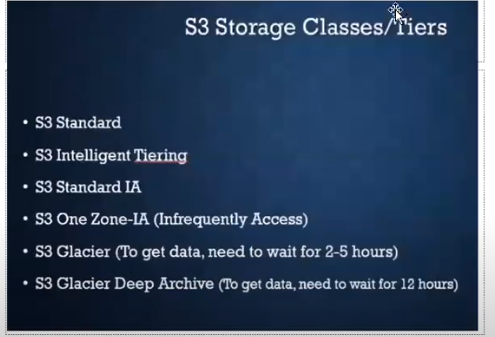 S3 Storage Classes/Tiers
• S3 Standard
• S3 Intelligent Tiering
• S3 Standard IA
• S3 One Zone-IA (Infrequently Access)
• S3 Glacier (To get data, need to wait for 2-5 hours)
• S3 Glacier Deep Archive (To get data, need to wait for 12 hours)